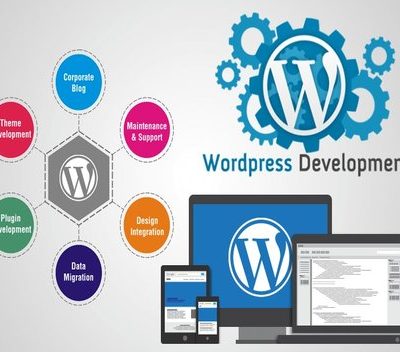 Corporate
Blog
Theme
evelopment
Maintenance
& Support
W
W
Wordpress Developmen
Plugin
evelopment
Design
Integration
Data
Migration
W